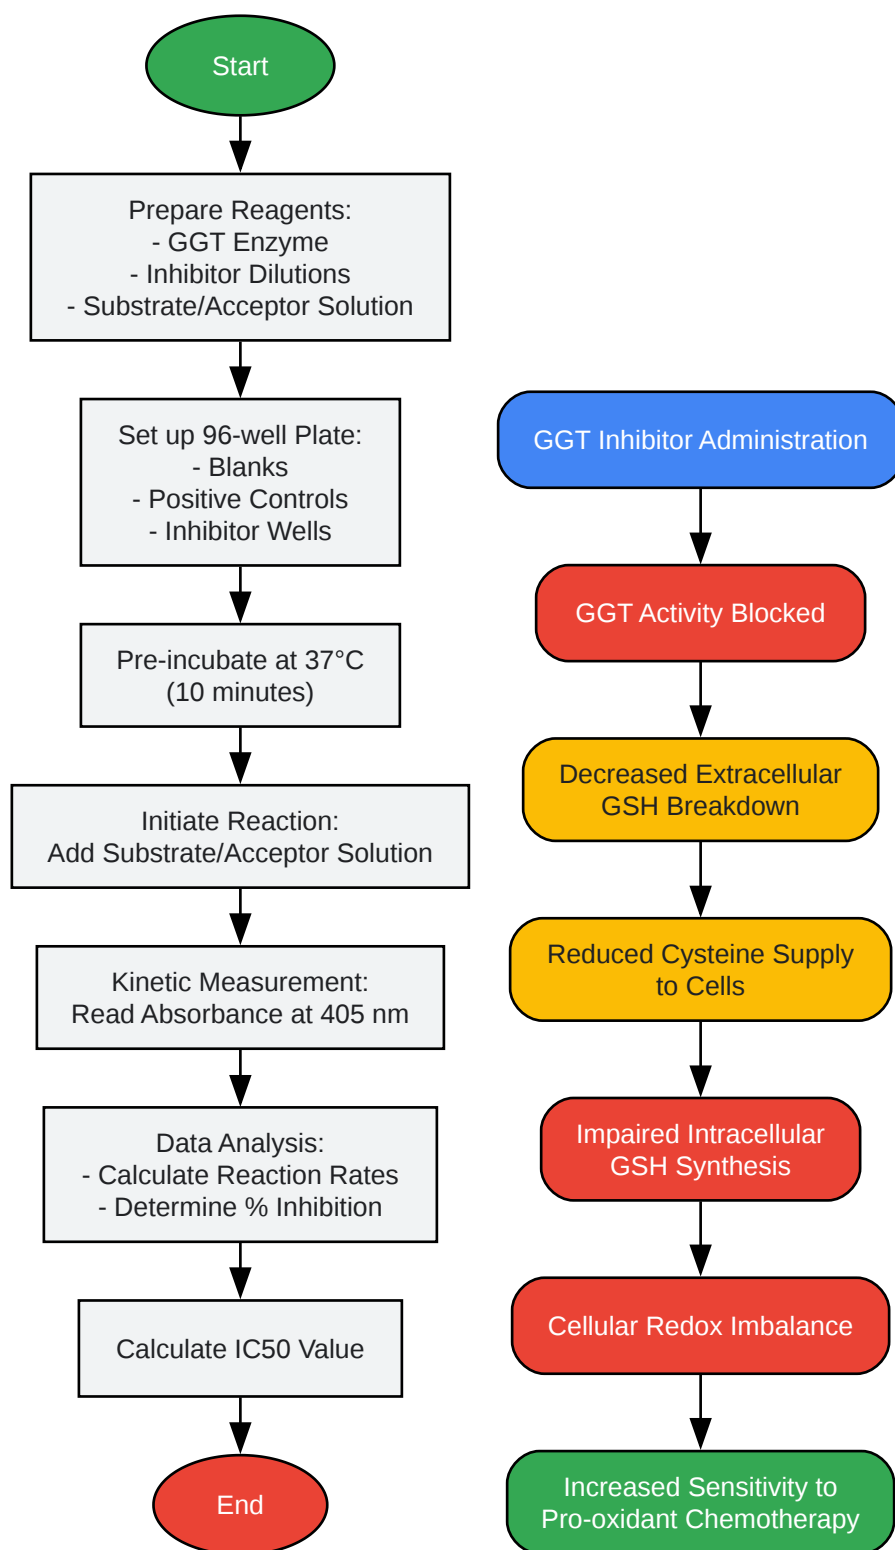 Start
Prepare Reagents:
- GGT Enzyme
- Inhibitor Dilutions
- Substrate/Acceptor Solution
Set up 96-well Plate:
- Blanks
- Positive Controls
- Inhibitor Wells
Pre-incubate at 37°C
(10 minutes)
Initiate Reaction:
Add Substrate/Acceptor Solution
Kinetic Measurement:
Read Absorbance at 405 nm
Data Analysis:
- Calculate Reaction Rates
- Determine % Inhibition
Calculate IC50 Value
End
GGT Inhibitor Administration
GGT Activity Blocked
Decreased Extracellular
GSH Breakdown
Reduced Cysteine Supply
to Cells
Impaired Intracellular
GSH Synthesis
Cellular Redox Imbalance
Increased Sensitivity to
Pro-oxidant Chemotherapy